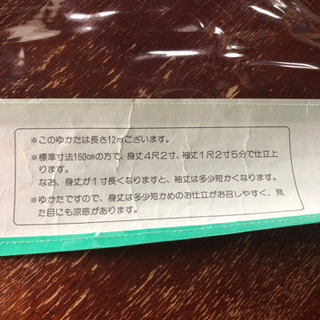 ※このゆかたは長さ12mございます。
※標準寸法160cmの方で、身丈4尺2寸、袖丈1尺2寸5分で仕立上
ります。
なお、身丈が1寸長くなりますと、袖丈は多少短かくなります。
※ゆかたですので、身丈は多少短かめのお仕立がお召しやすく、見
た目にも涼感があります。